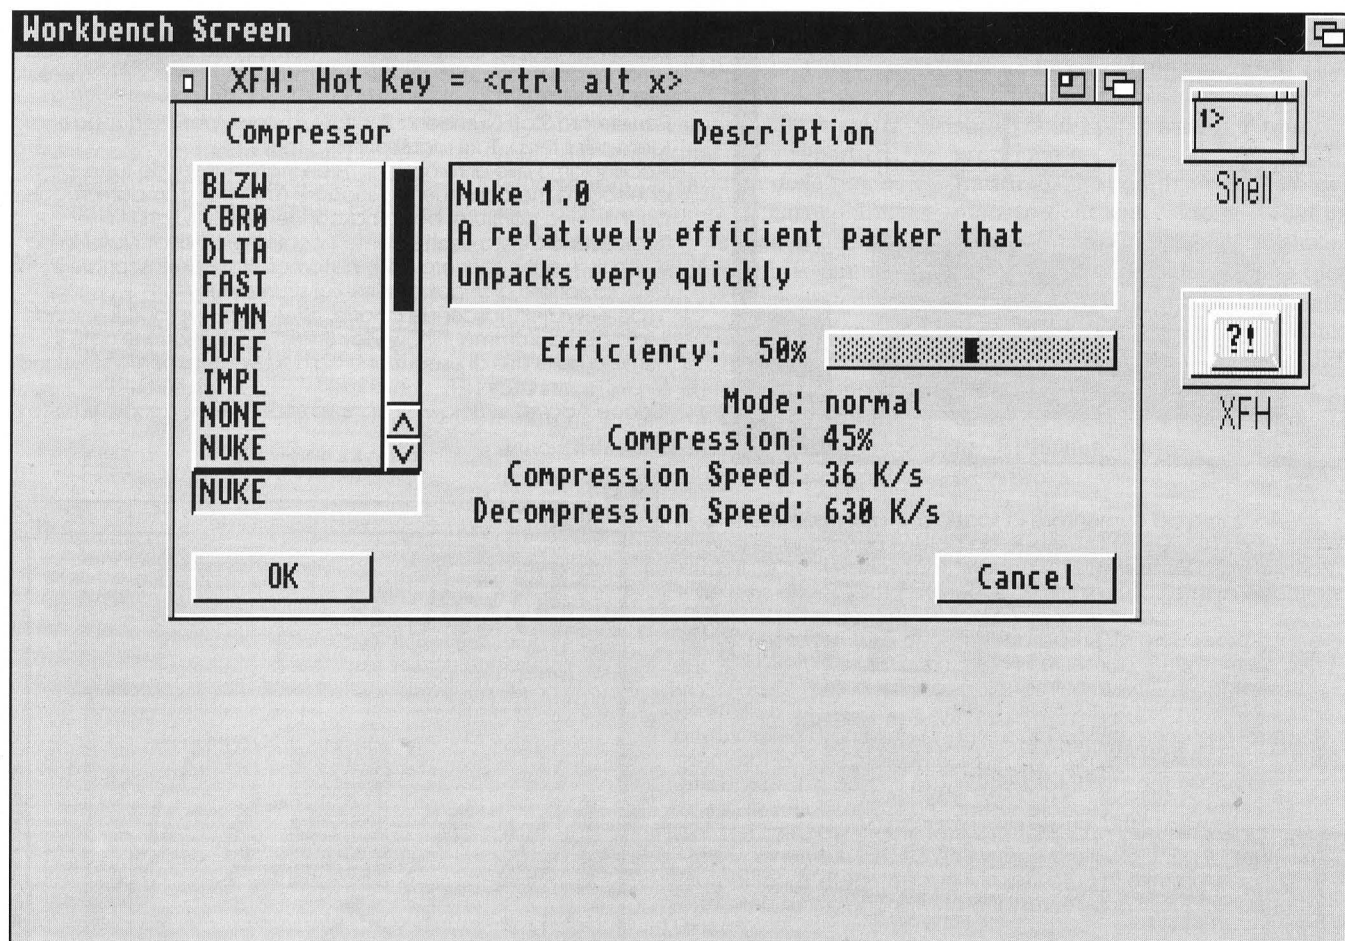 Workbench Screen
XFH: Hot Key = <ctrl alt x>
Compressor
Description
BLZW
CBR0
DLTA
FAST
HFMN
HUFF
IMPL
NONE
NUKE
NUKE
Nuke 1.0
A relatively efficient packer that
unpacks very quickly
Efficiency: 50%
Mode: normal
Compression: 45%
Compression Speed: 36 K/s
Decompression Speed: 630 K/s
OK
Cancel
1>
Shell
?!
XFH